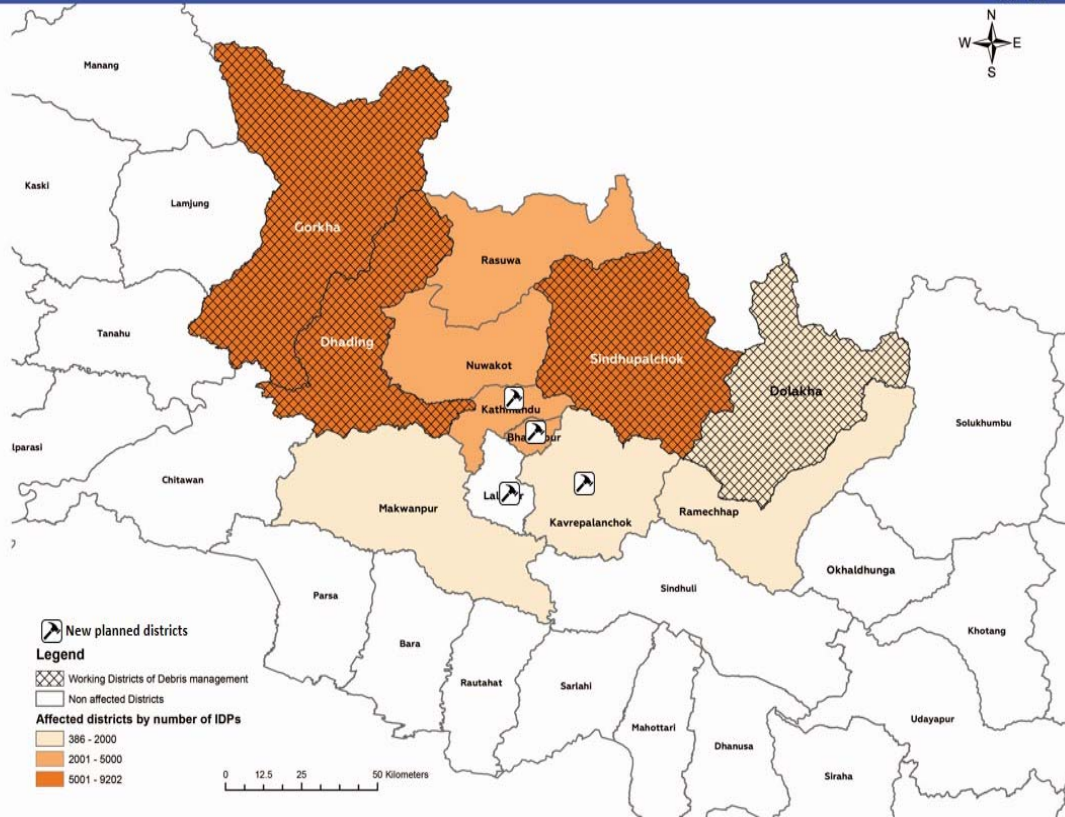 N
W E
S
Manang
Kaski
Lamjung
Gorkha
Rasuwa
Tanahu
Dhading
Nuwakot
Sindhupalchok
Dolakha
Kathmandu
Solukhumbu
lparasi
Chitawan
Makwanpur
Kavrepalanchok
Ramechhap
Okhaldhunga
Sindhuli
Parsa
Khotang
Bara
Rautahat
Sarlahi
Mahottari
Dhanusa
Udayapur
Siraha
New planned districts
Legend
Working Districts of Debris management
Non affected Districts
Affected districts by number of IDPs
386 - 2000
2001 - 5000
5001 - 9202
0 12.5 25 50 Kilometers